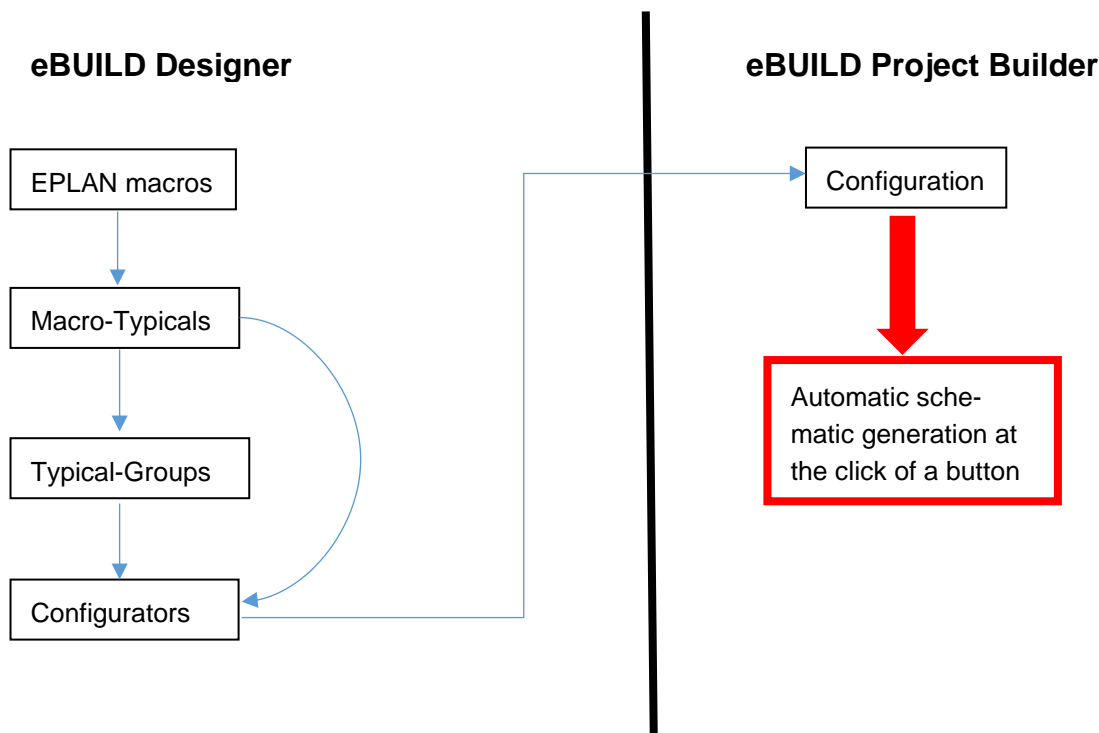 eBUILD Designer
eBUILD Project Builder
EPLAN macros
Configuration
Macro-Typicals
Automatic sche-
matic generation at
the click of a button
Typical-Groups
Configurators